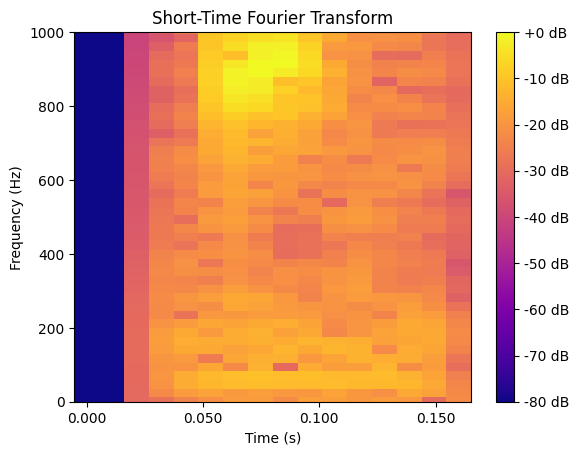 Short-Time Fourier Transform
1000
800
600
400
200
0
Frequency (Hz)
0.000
0.050
0.100
0.150
Time (s)
+0 dB
-10 dB
-20 dB
-30 dB
-40 dB
-50 dB
-60 dB
-70 dB
-80 dB